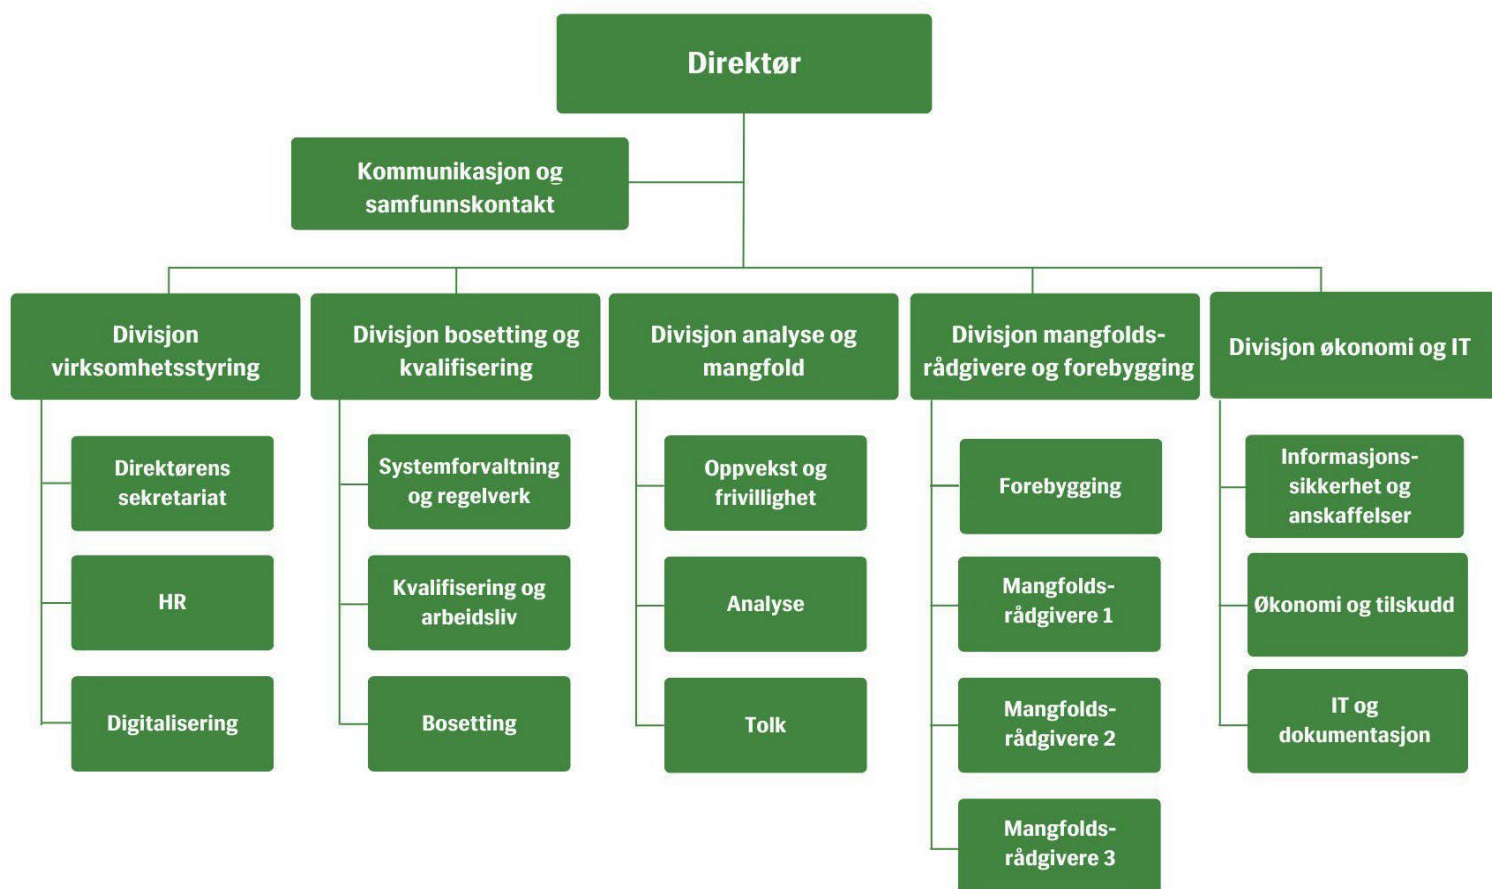 Direktør
Kommunikasjon og
samfunnskontakt
Divisjon
virksomhetsstyring
Divisjon bosetting og
kvalifisering
Divisjon analyse og
mangfold
Divisjon mangfolds-
rådgivere og forebygging
Divisjon økonomi og IT
Direktørens
sekretariat
HR
Digitalisering
Systemforvaltning
og regelverk
Kvalifisering og
arbeidsliv
Bosetting
Oppvekst og
frivillighet
Analyse
Tolk
Forebygging
Mangfolds-
rådgivere 1
Mangfolds-
rådgivere 2
Mangfolds-
rådgivere 3
Informasjons-
sikkerhet og
anskaffelser
Økonomi og tilskudd
IT og
dokumentasjon